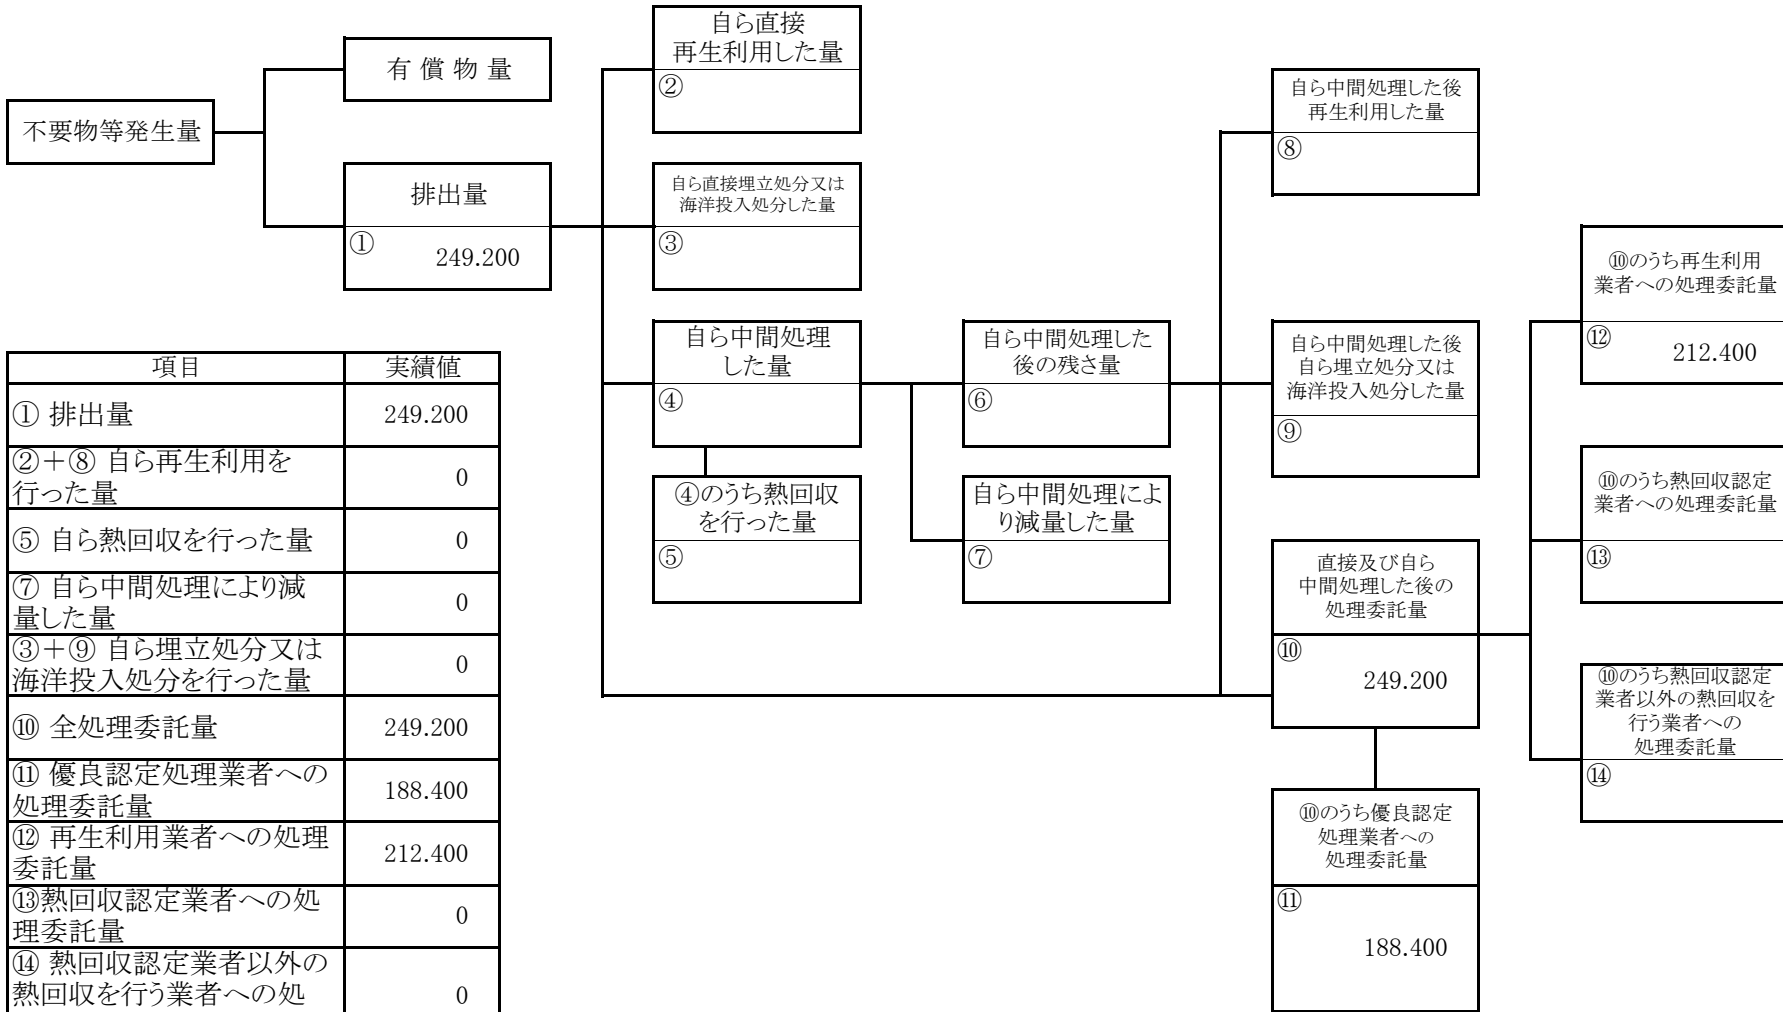 不要物等発生量
有償物量
排出量
①
249.200
自ら直接
再生利用した量
②
自ら直接埋立処分又は
海洋投入処分した量
③
自ら中間処理
した量
④
④のうち熱回収
を行った量
⑤
自ら中間処理した
後の残さ量
⑥
自ら中間処理によ
り減量した量
⑦
自ら中間処理した後
再生利用した量
⑧
自ら中間処理した後
自ら埋立処分又は
海洋投入処分した量
⑨
直接及び自ら
中間処理した後の
処理委託量
⑩
249.200
⑩のうち優良認定
処理業者への
処理委託量
⑪
188.400
⑩のうち再生利用
業者への処理委託量
⑫
212.400
⑩のうち熱回収認定
業者への処理委託量
⑬
⑩のうち熱回収認定
業者以外の熱回収を
行う業者への
処理委託量
⑭
項目 実績値
① 排出量 249.200
②＋⑧ 自ら再生利用を
行った量 0
⑤ 自ら熱回収を行った量 0
⑦ 自ら中間処理により減
量した量 0
③＋⑨ 自ら埋立処分又は
海洋投入処分を行った量 0
⑩ 全処理委託量 249.200
⑪ 優良認定処理業者への
処理委託量 188.400
⑫ 再生利用業者への処理
委託量 212.400
⑬熱回収認定業者への処
理委託量 0
⑭ 熱回収認定業者以外の
熱回収を行う業者への処 0